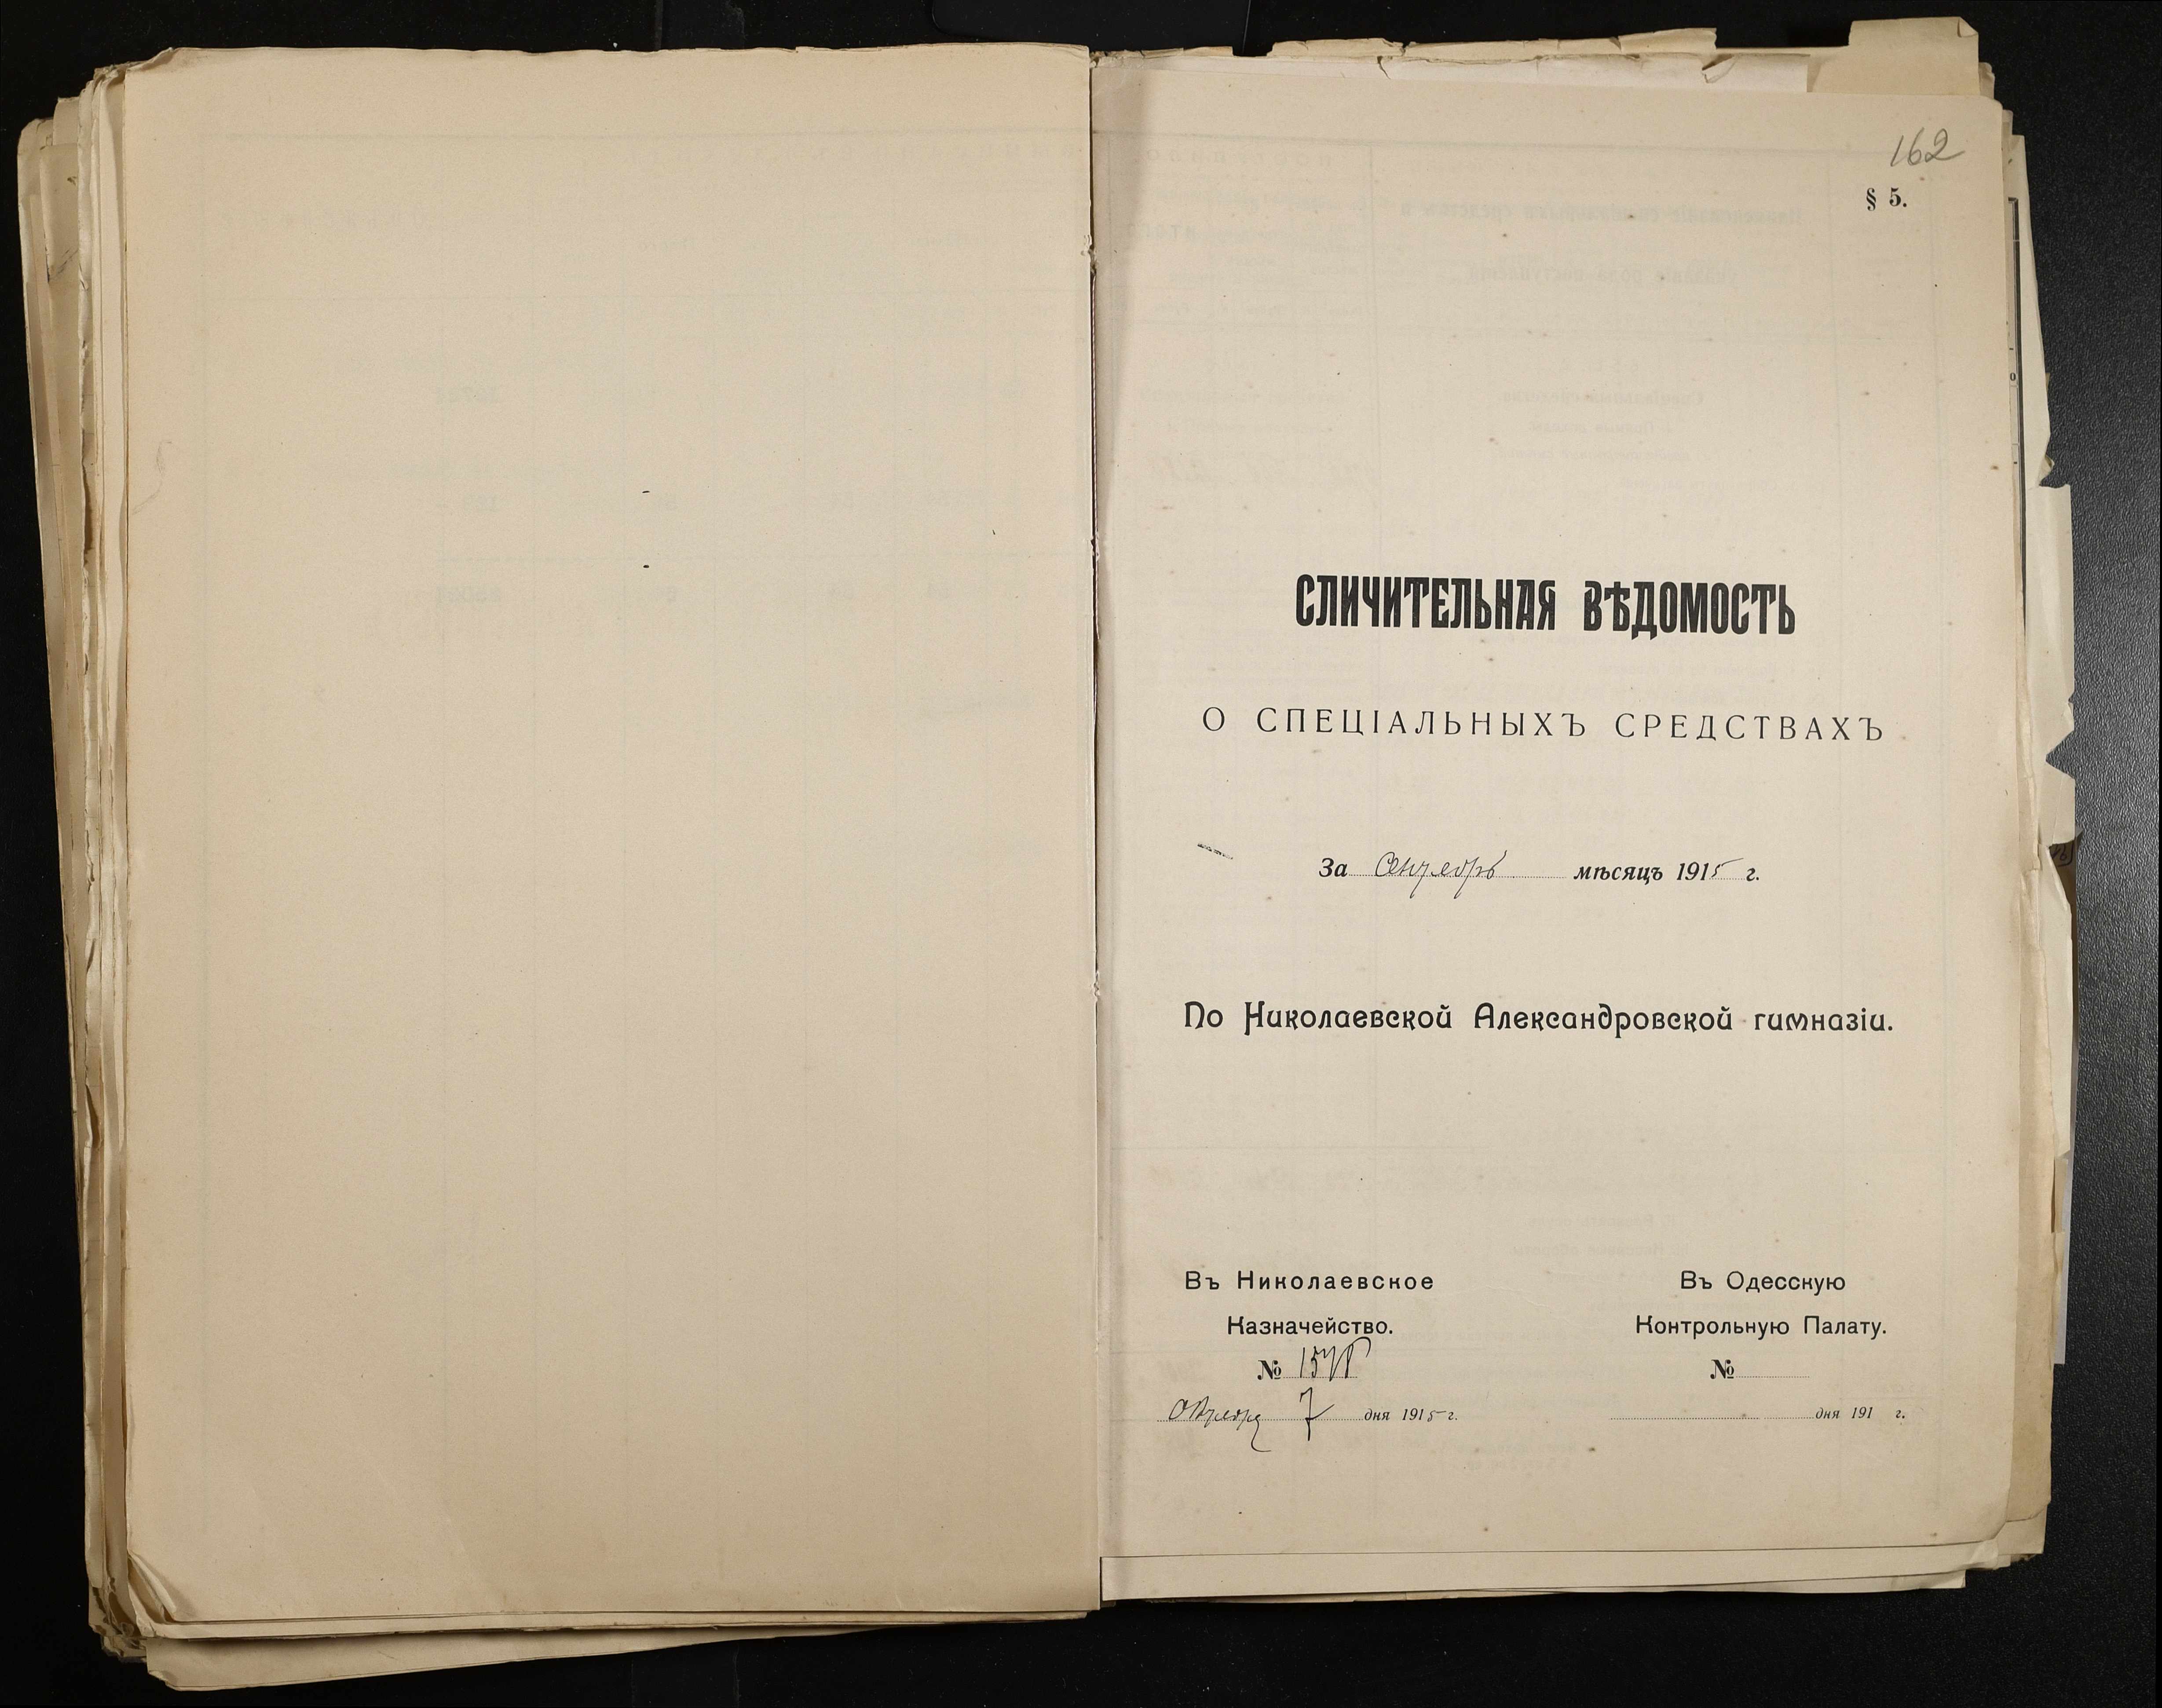 162
§ 5.
СЛИЧИТЕЛЬНАЯ ВѢДОМОСТЬ
О СПЕЦІАЛЬНЫХЪ СРЕДСТВАХЪ
За Сентябрь мѣсяцъ 1915 г.
По Николаевской Александровской гимназіи.
Въ Николаевское
Казначейство.
№
Октября 7 дня 1915 г.
Въ Одесскую
Контрольную Палату.
№
дня 191 г.